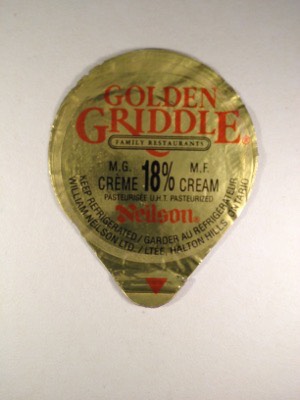 GOLDEN
GRIDDLE®
FAMILY RESTAURANTS
M.G. 18% M.F.
CRÈME CREAM
PASTEURISÉE U.H.T. PASTEURIZED
Neilson®
KEEP REFRIGERATED / GARDER AU RÉFRIGÉRATEUR
WILLIAM NEILSON LTD. / LTÉE, HALTON HILLS, ONTARIO